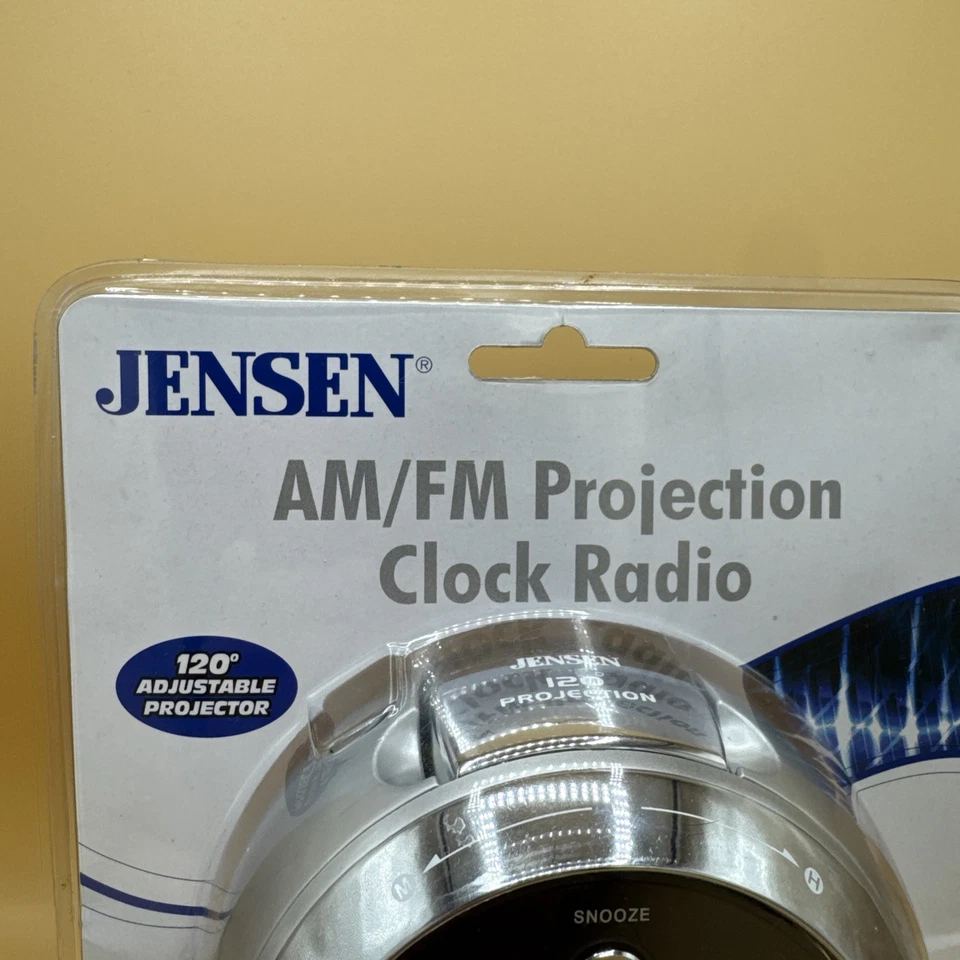 JENSEN®
AM/FM Projection
Clock Radio
120°
ADJUSTABLE
PROJECTOR
JENSEN
120
PROJECTION
M
H
SNOOZE